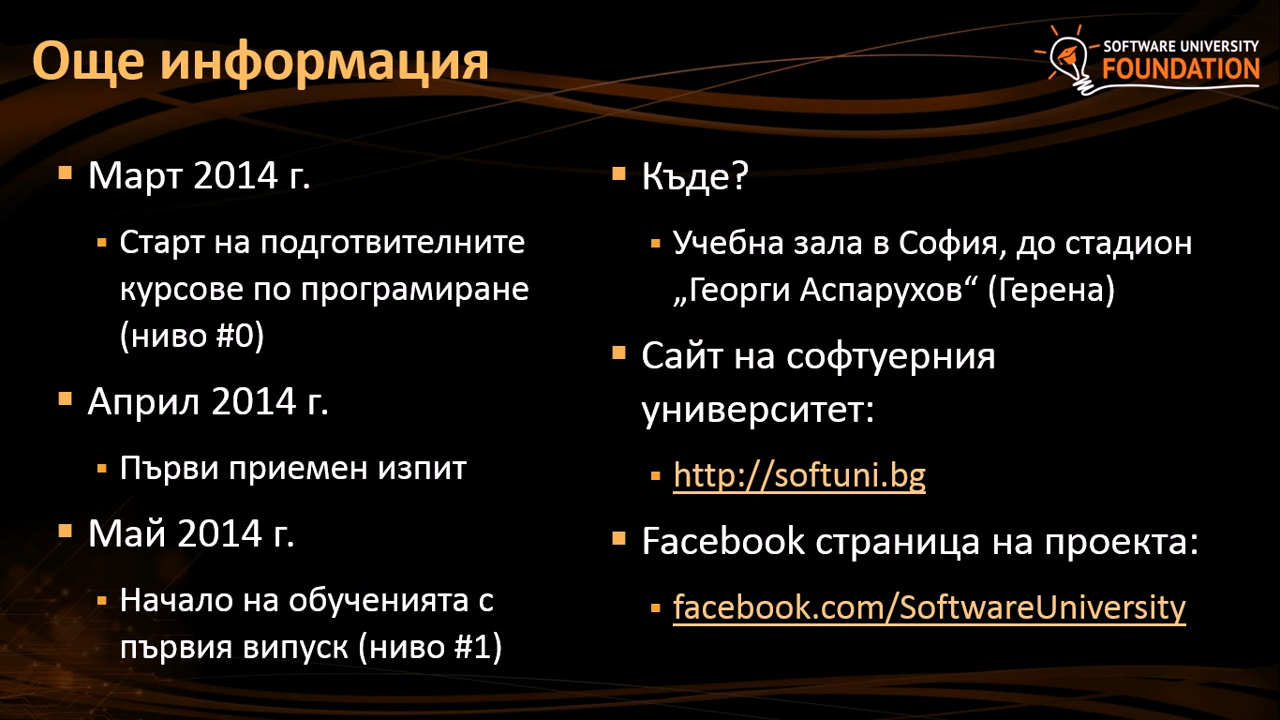 Още информация
SOFTWARE UNIVERSITY
FOUNDATION
Март 2014 г.
Старт на подготвителните
курсове по програмиране
(ниво #0)
Април 2014 г.
Първи приемен изпит
Май 2014 г.
Начало на обученията с
първия випуск (ниво #1)
Къде?
Учебна зала в София, до стадион
„Георги Аспарухов“ (Герена)
Сайт на софтуерния
университет:
http://softuni.bg
Facebook страница на проекта:
facebook.com/SoftwareUniversity